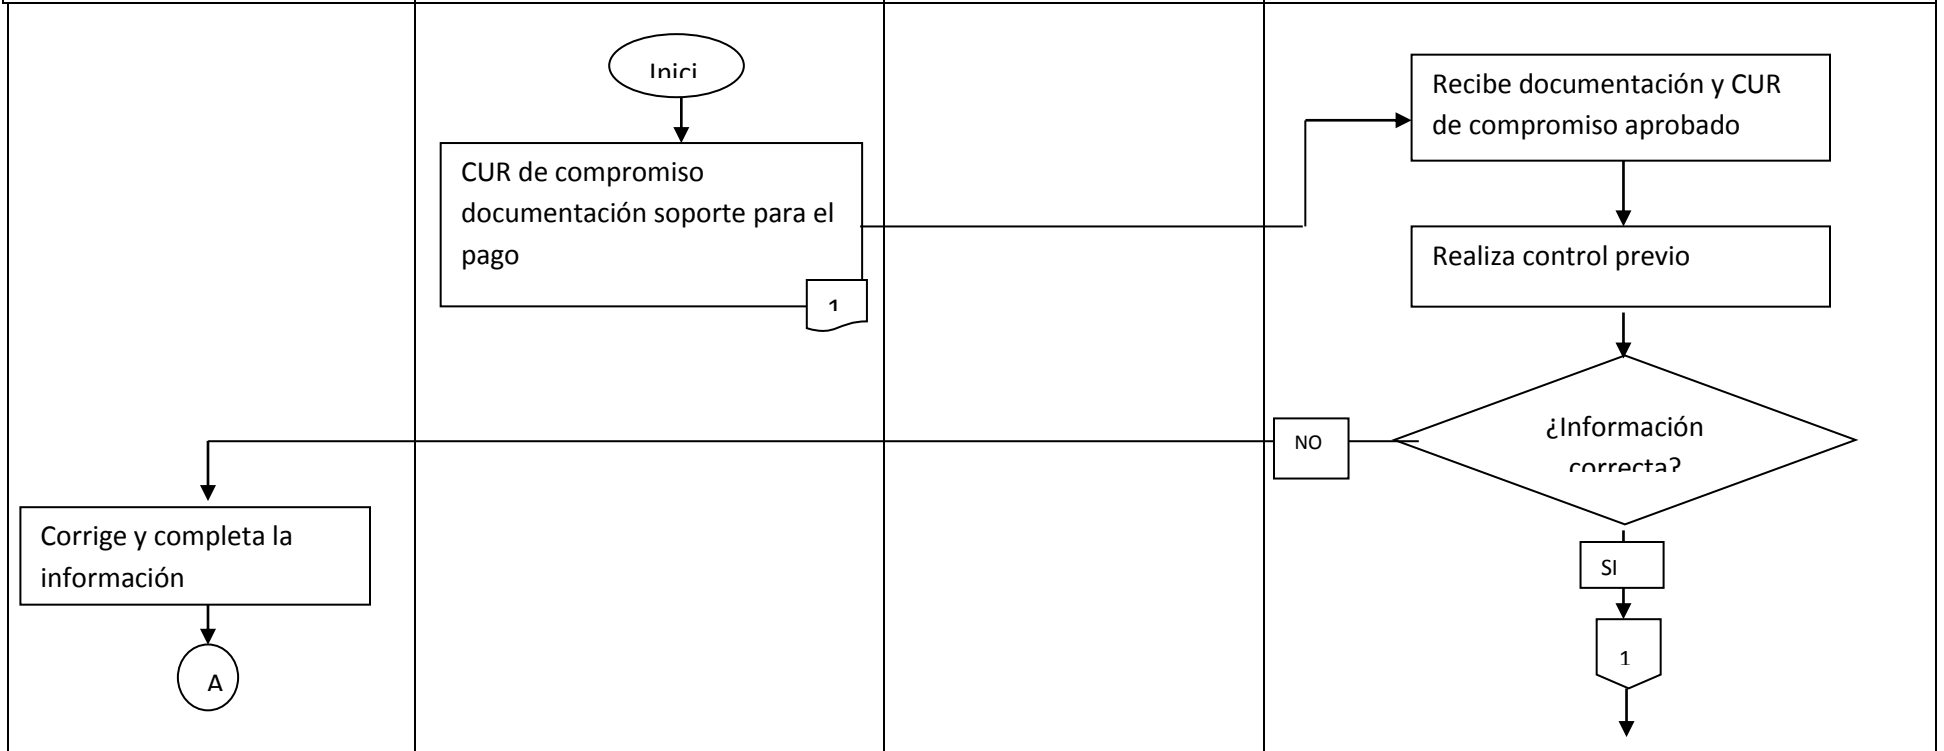 Inici
CUR de compromiso
documentación soporte para el
pago
1
Recibe documentación y CUR
de compromiso aprobado
Realiza control previo
¿Información
correcta?
NO
SI
1
Corrige y completa la
información
A